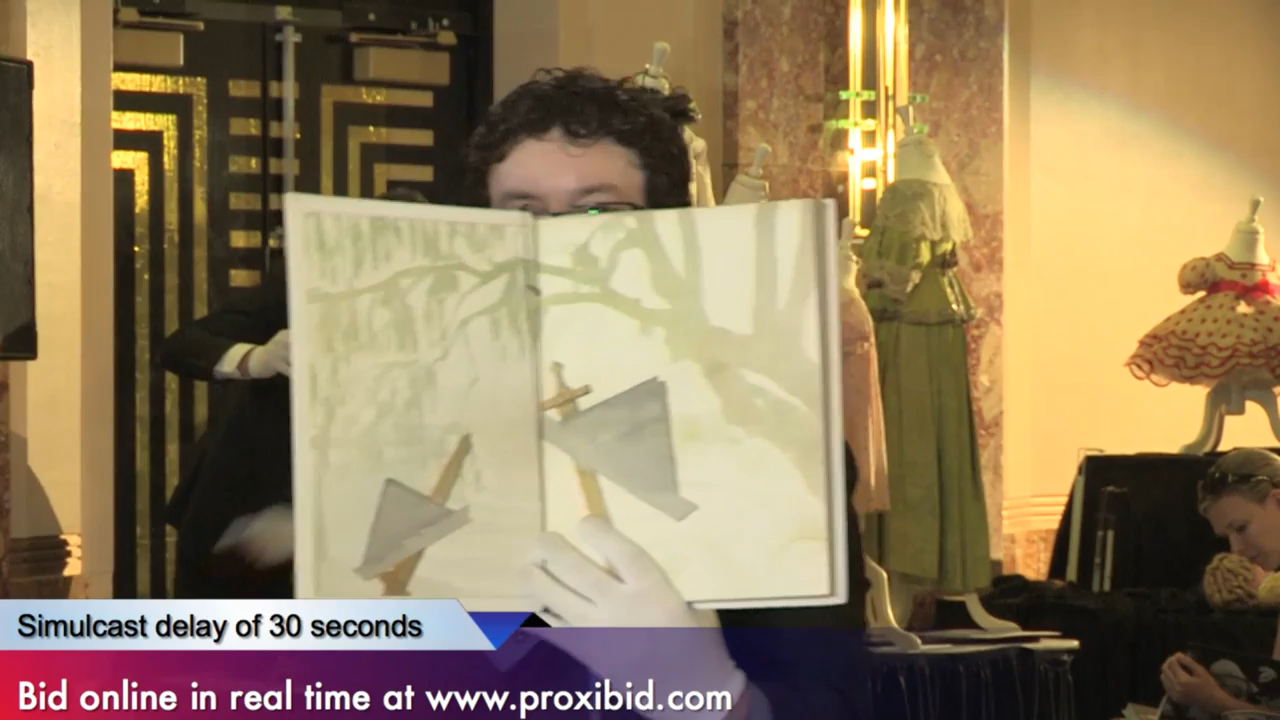 Simulcast delay of 30 seconds
Bid online in real time at www.proxibid.com